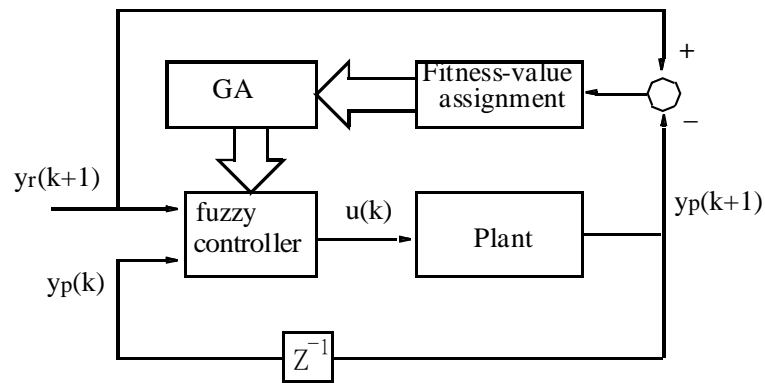 +
GA
Fitness-value
assignment
−
yr(k+1)
fuzzy
controller
u(k)
Plant
yp(k+1)
yp(k)
Z⁻¹